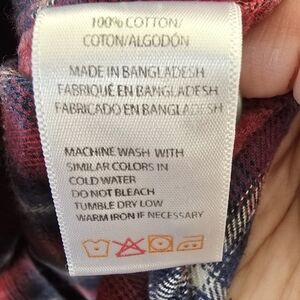 100% COTTON/
COTON/ALGODÓN
MADE IN BANGLADESH
FABRIQUÉ EN BANGLADESH
FABRICADO EN BANGLADESH
MACHINE WASH WITH
SIMILAR COLORS IN
COLD WATER
DO NOT BLEACH
TUMBLE DRY LOW
WARM IRON IF NECESSARY